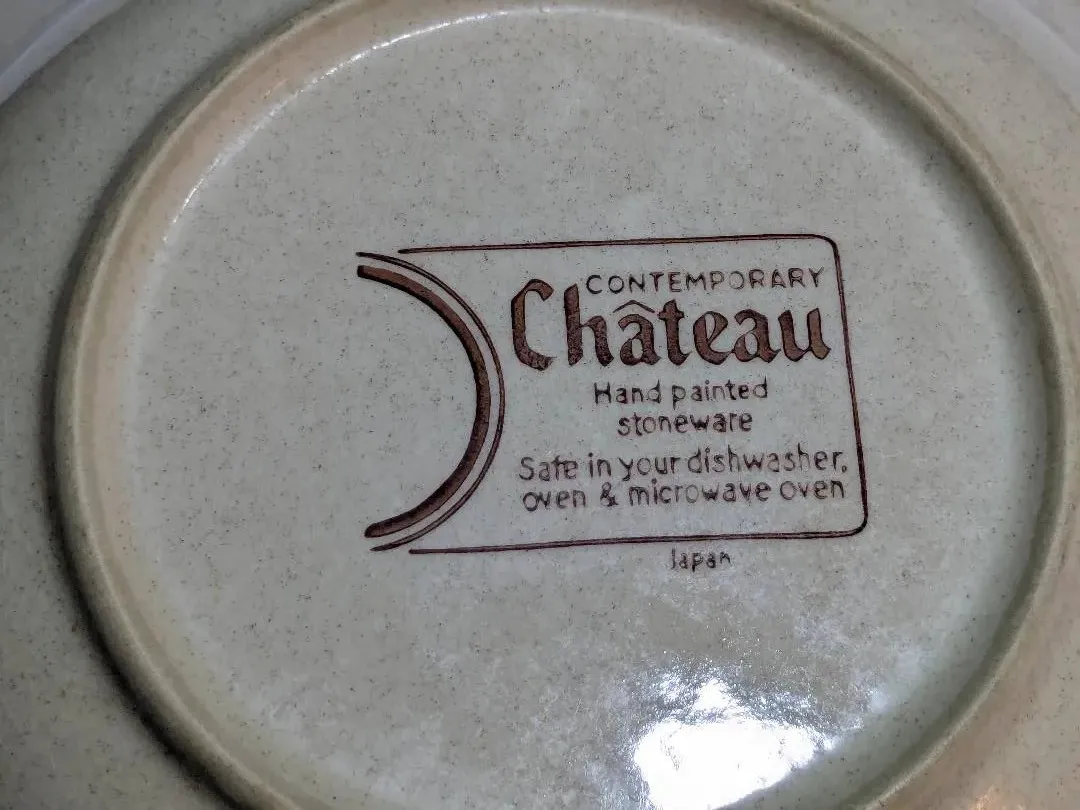 CONTEMPORARY
Château
Hand painted
stoneware
Safe in your dishwasher,
oven & microwave oven
Japan